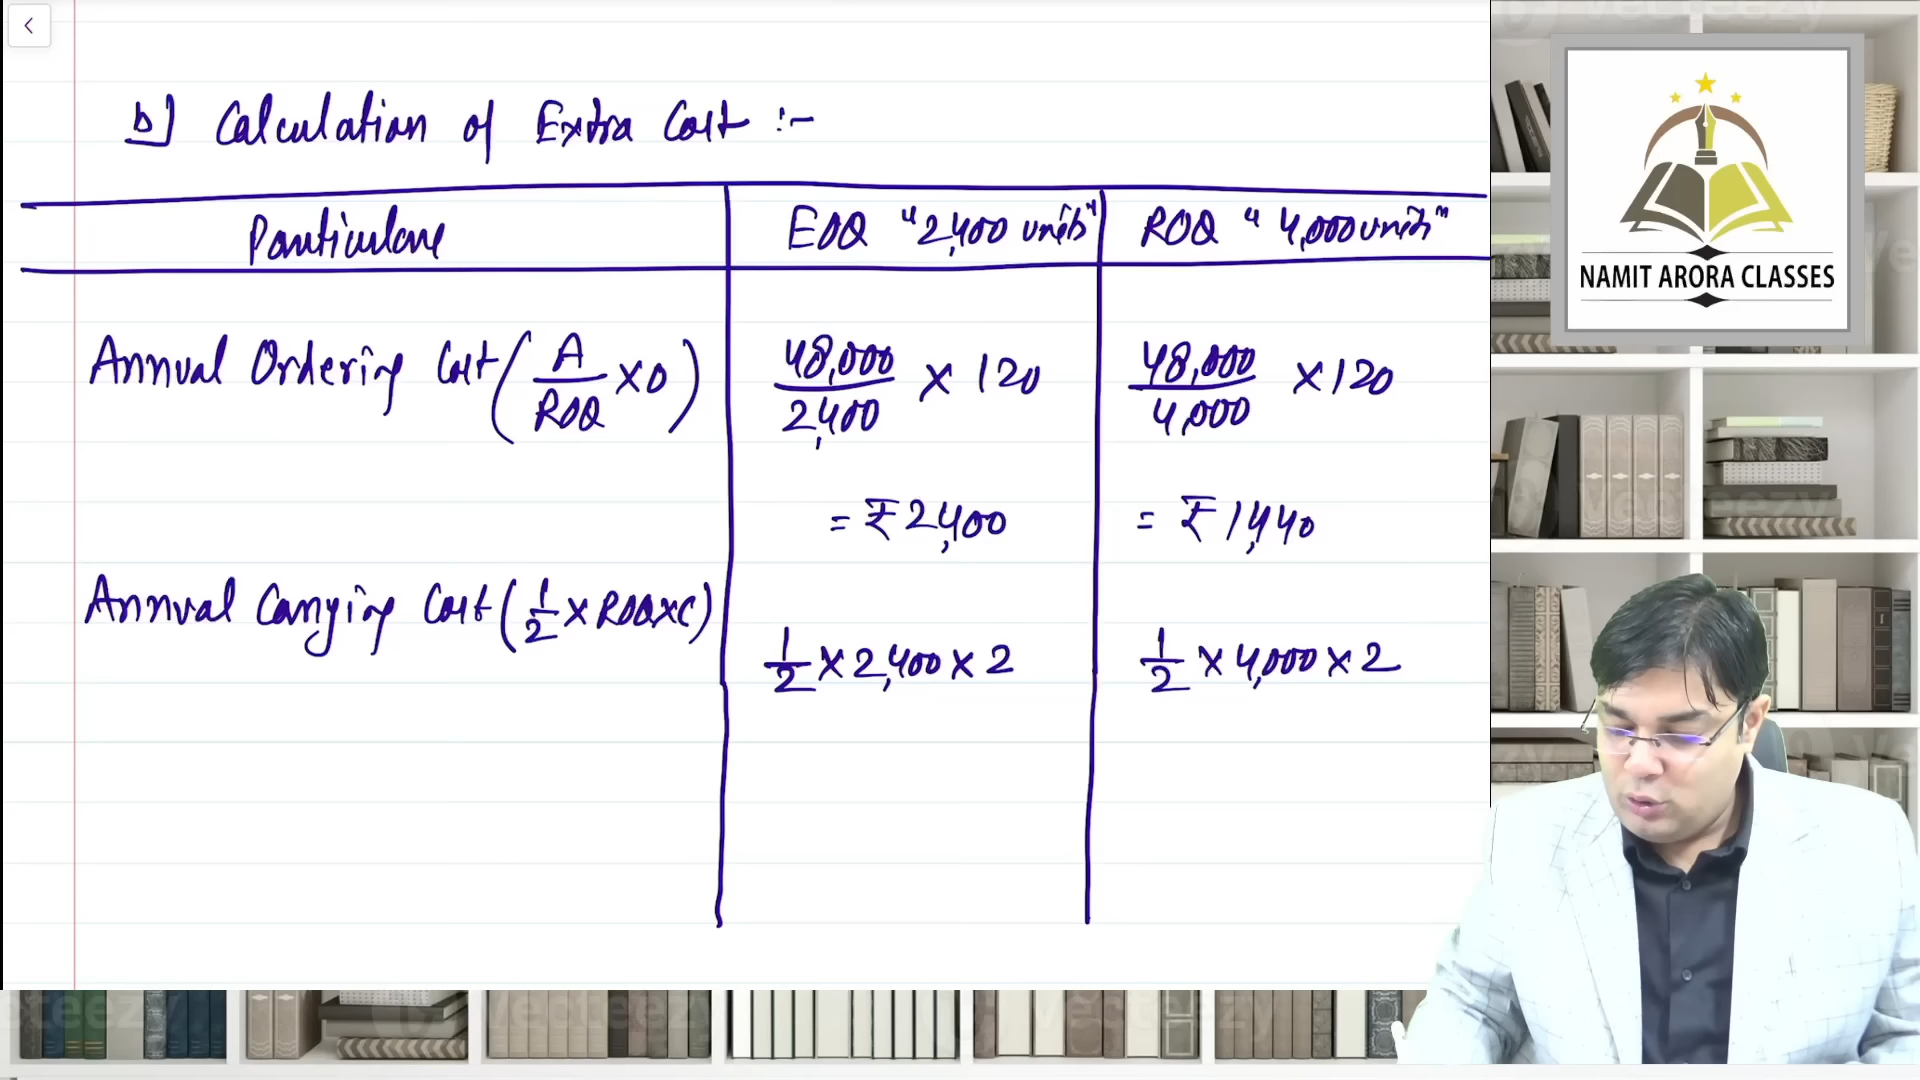 b] Calculation of Extra Cost :-
Particulars EOQ "2,400 units" ROQ "4,000 units"
Annual Ordering Cost (A/ROQ × O) 48,000/2,400 × 120 48,000/4,000 × 120
= ₹ 2,400 = ₹ 1,440
Annual Carrying Cost (1/2 × ROQ × C)
1/2 × 2,400 × 2 1/2 × 4,000 × 2
NAMIT ARORA CLASSES